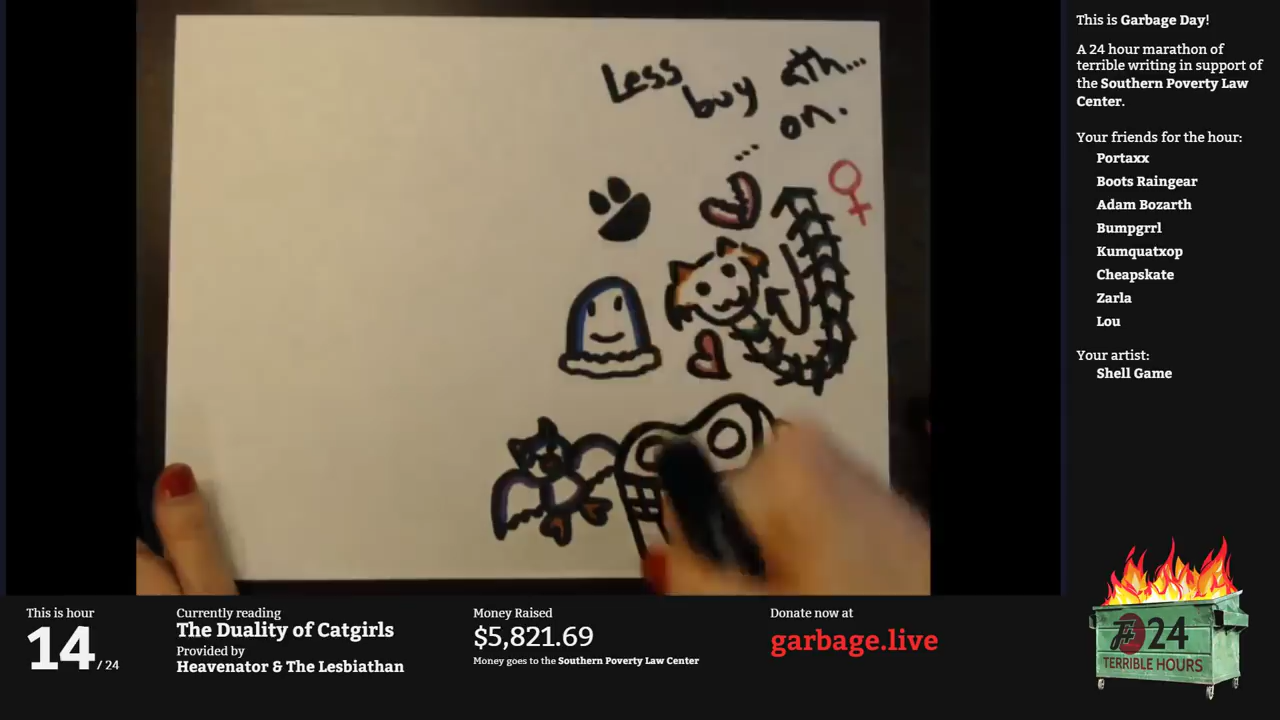 Less
buy
ath...
on.
...
This is Garbage Day!
A 24 hour marathon of
terrible writing in support of
the Southern Poverty Law
Center.
Your friends for the hour:
Portaxx
Boots Raingear
Adam Bozarth
Bumpgrrl
Kumquatxop
Cheapskate
Zarla
Lou
Your artist:
Shell Game
This is hour
14 / 24
Currently reading
The Duality of Catgirls
Provided by
Heavenator & The Lesbiathan
Money Raised
$5,821.69
Money goes to the Southern Poverty Law Center
Donate now at
garbage.live
24
TERRIBLE HOURS